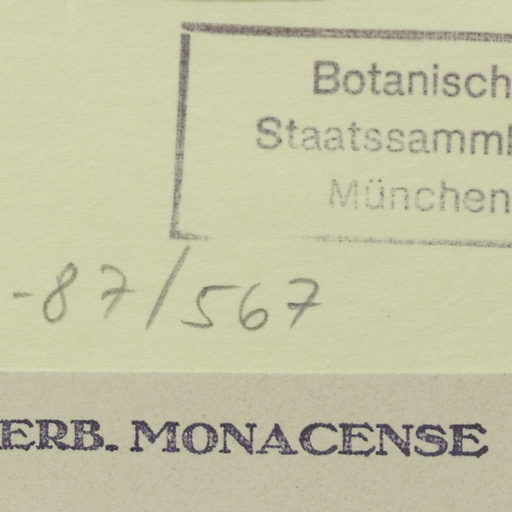 Botanisch
Staatssamml
München
-87/567
ERB. MONACENSE